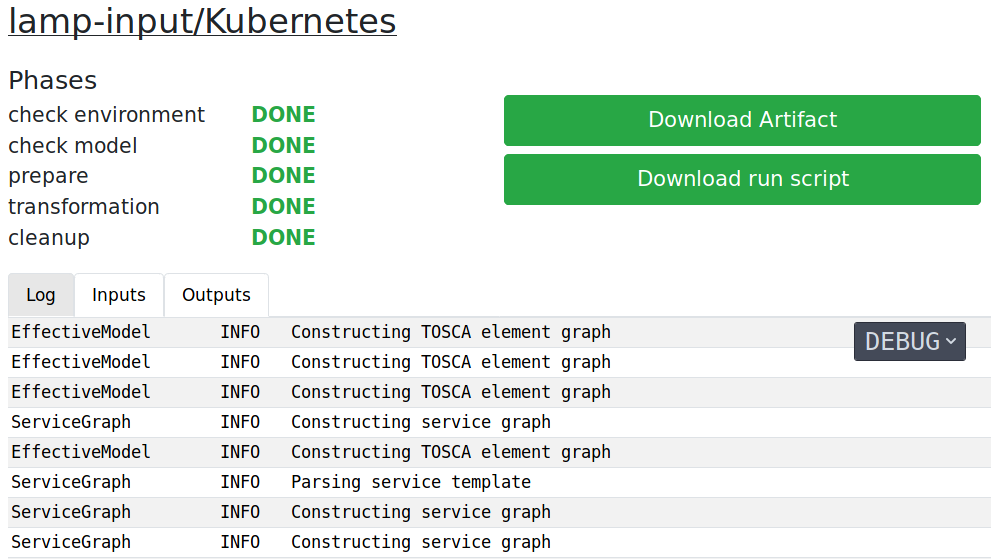 lamp-input/Kubernetes
Phases
check environment DONE
check model DONE
prepare DONE
transformation DONE
cleanup DONE
Download Artifact
Download run script
Log Inputs Outputs
DEBUG
EffectiveModel INFO Constructing TOSCA element graph
EffectiveModel INFO Constructing TOSCA element graph
EffectiveModel INFO Constructing TOSCA element graph
ServiceGraph INFO Constructing service graph
EffectiveModel INFO Constructing TOSCA element graph
ServiceGraph INFO Parsing service template
ServiceGraph INFO Constructing service graph
ServiceGraph INFO Constructing service graph